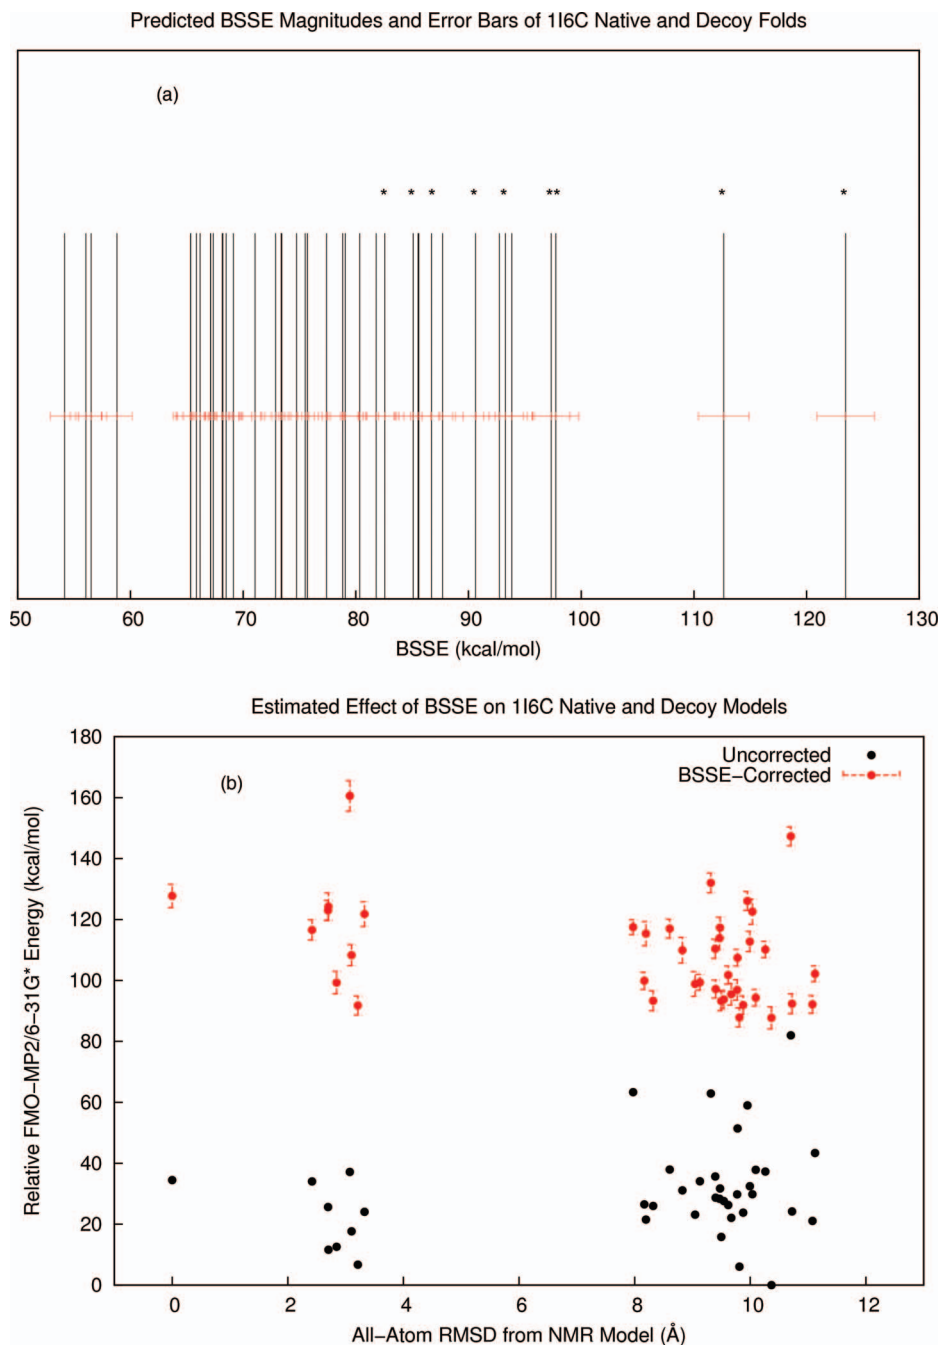 Predicted BSSE Magnitudes and Error Bars of 1I6C Native and Decoy Folds
(a)
* * * * * * * * *
50 60 70 80 90 100 110 120 130
BSSE (kcal/mol)
Estimated Effect of BSSE on 1I6C Native and Decoy Models
180
160
140
120
100
80
60
40
20
0
Relative FMO-MP2/6-31G* Energy (kcal/mol)
(b)
Uncorrected
BSSE-Corrected
0 2 4 6 8 10 12
All-Atom RMSD from NMR Model (Å)